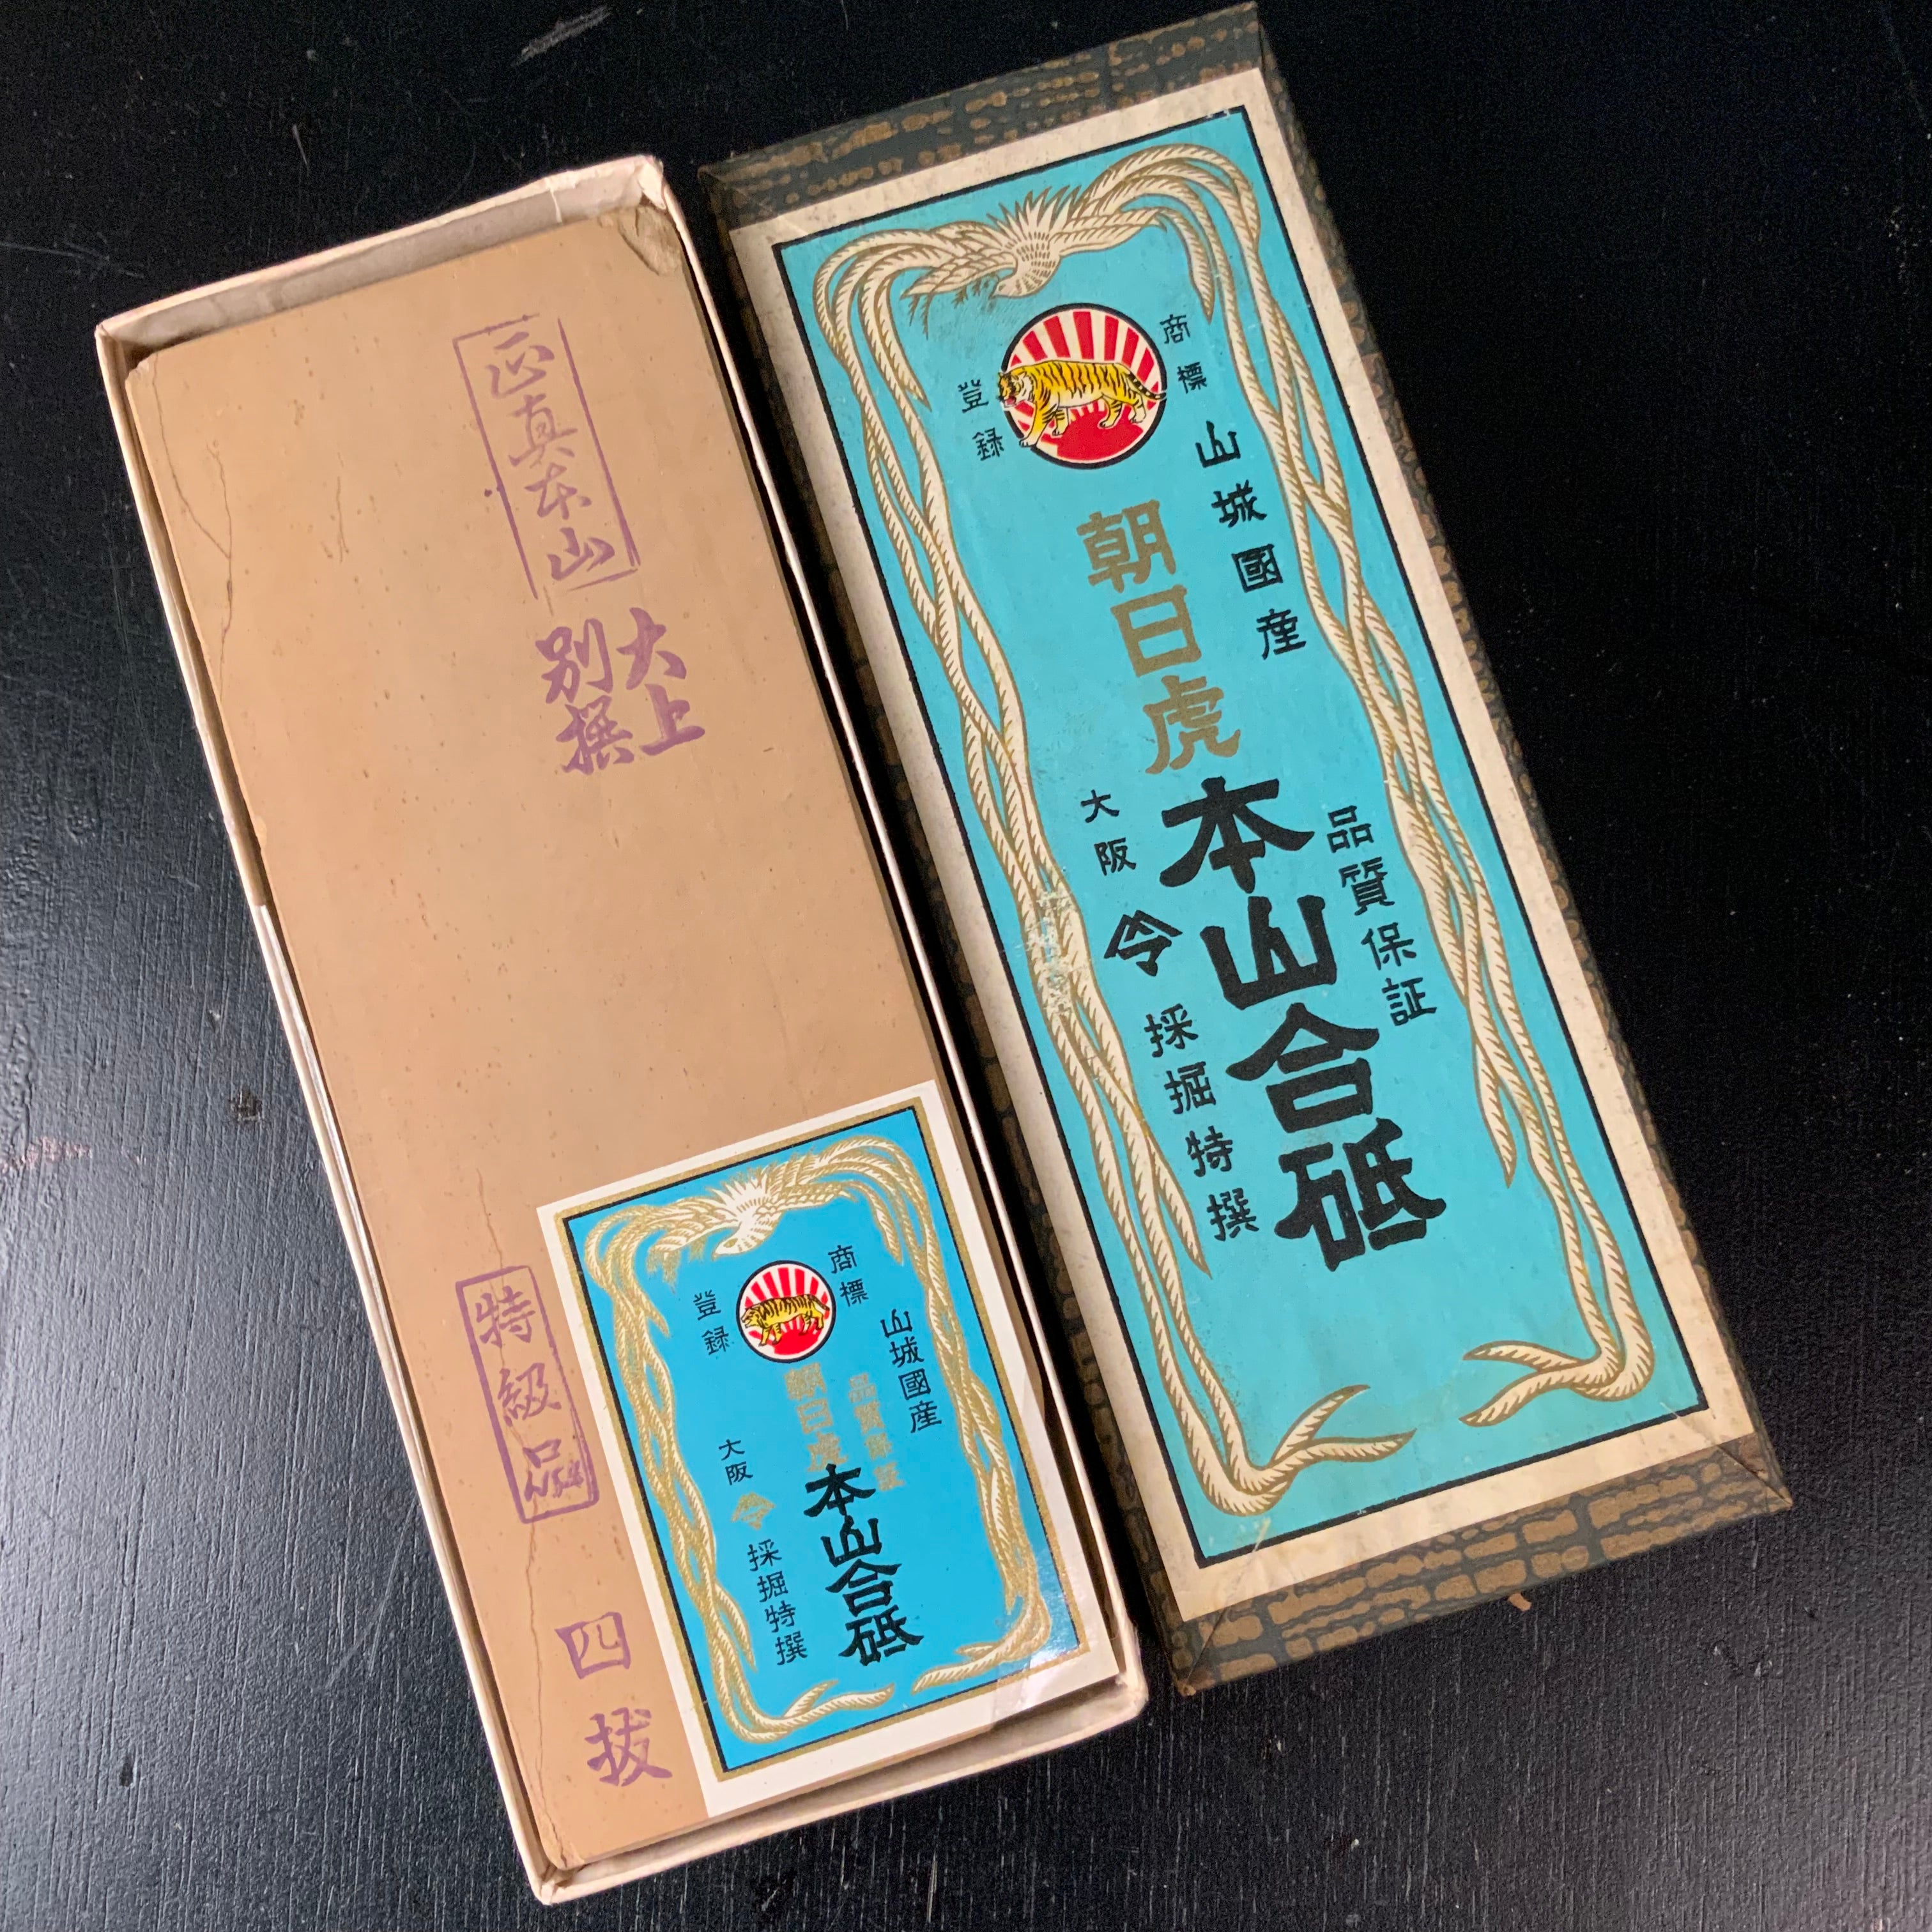 正真本山
大上
別撰
特級品
四拔
商標
登録
山城國産
品質保証
朝日虎
本山合砥
大阪
採掘特撰
商標
登録
山城國産
朝日虎
本山合砥
品質保証
大阪
採掘特撰